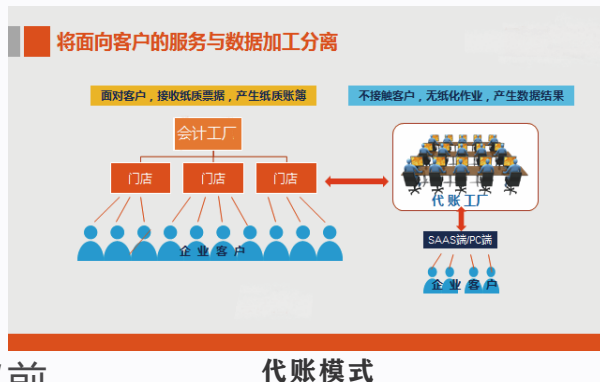 将面向客户的服务与数据加工分离
面对客户，接收纸质票据，产生纸质账簿
不接触客户，无纸化作业，产生数据结果
会计工厂
门店
门店
门店
代账工厂
SAAS端/PC端
企业客户
企业客户
代账模式